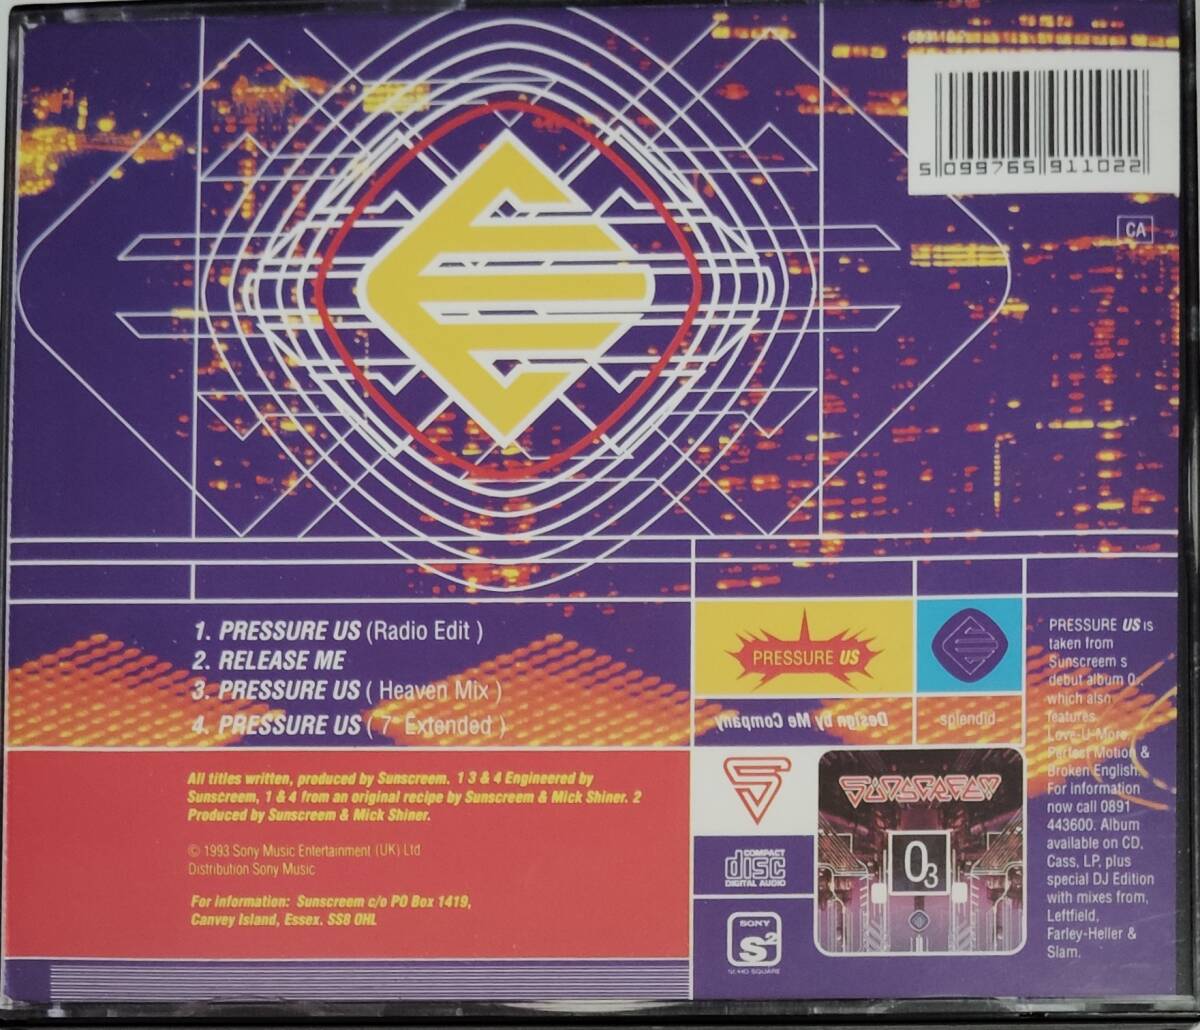 5 099765 911022
CA
1. PRESSURE US (Radio Edit )
2. RELEASE ME
3. PRESSURE US ( Heaven Mix )
4. PRESSURE US ( 7" Extended )
All titles written, produced by Sunscreem. 1 3 & 4 Engineered by
Sunscreem, 1 & 4 from an original recipe by Sunscreem & Mick Shiner. 2
Produced by Sunscreem & Mick Shiner.
© 1993 Sony Music Entertainment (UK) Ltd
Distribution Sony Music
For information: Sunscreem c/o PO Box 1419,
Canvey Island, Essex. SS8 OHL
PRESSURE US
Design by Me Company
splendid
COMPACT
disc
DIGITAL AUDIO
SONY
S2
SOHO SQUARE
SUNSCREEM
O3
PRESSURE US is
taken from
Sunscreem s
debut album 0₃,
which also
features
Love-U-More,
Perfect Motion &
Broken English.
For information
now call 0891
443600. Album
available on CD,
Cass, LP, plus
special DJ Edition
with mixes from,
Leftfield,
Farley-Heller &
Slam.